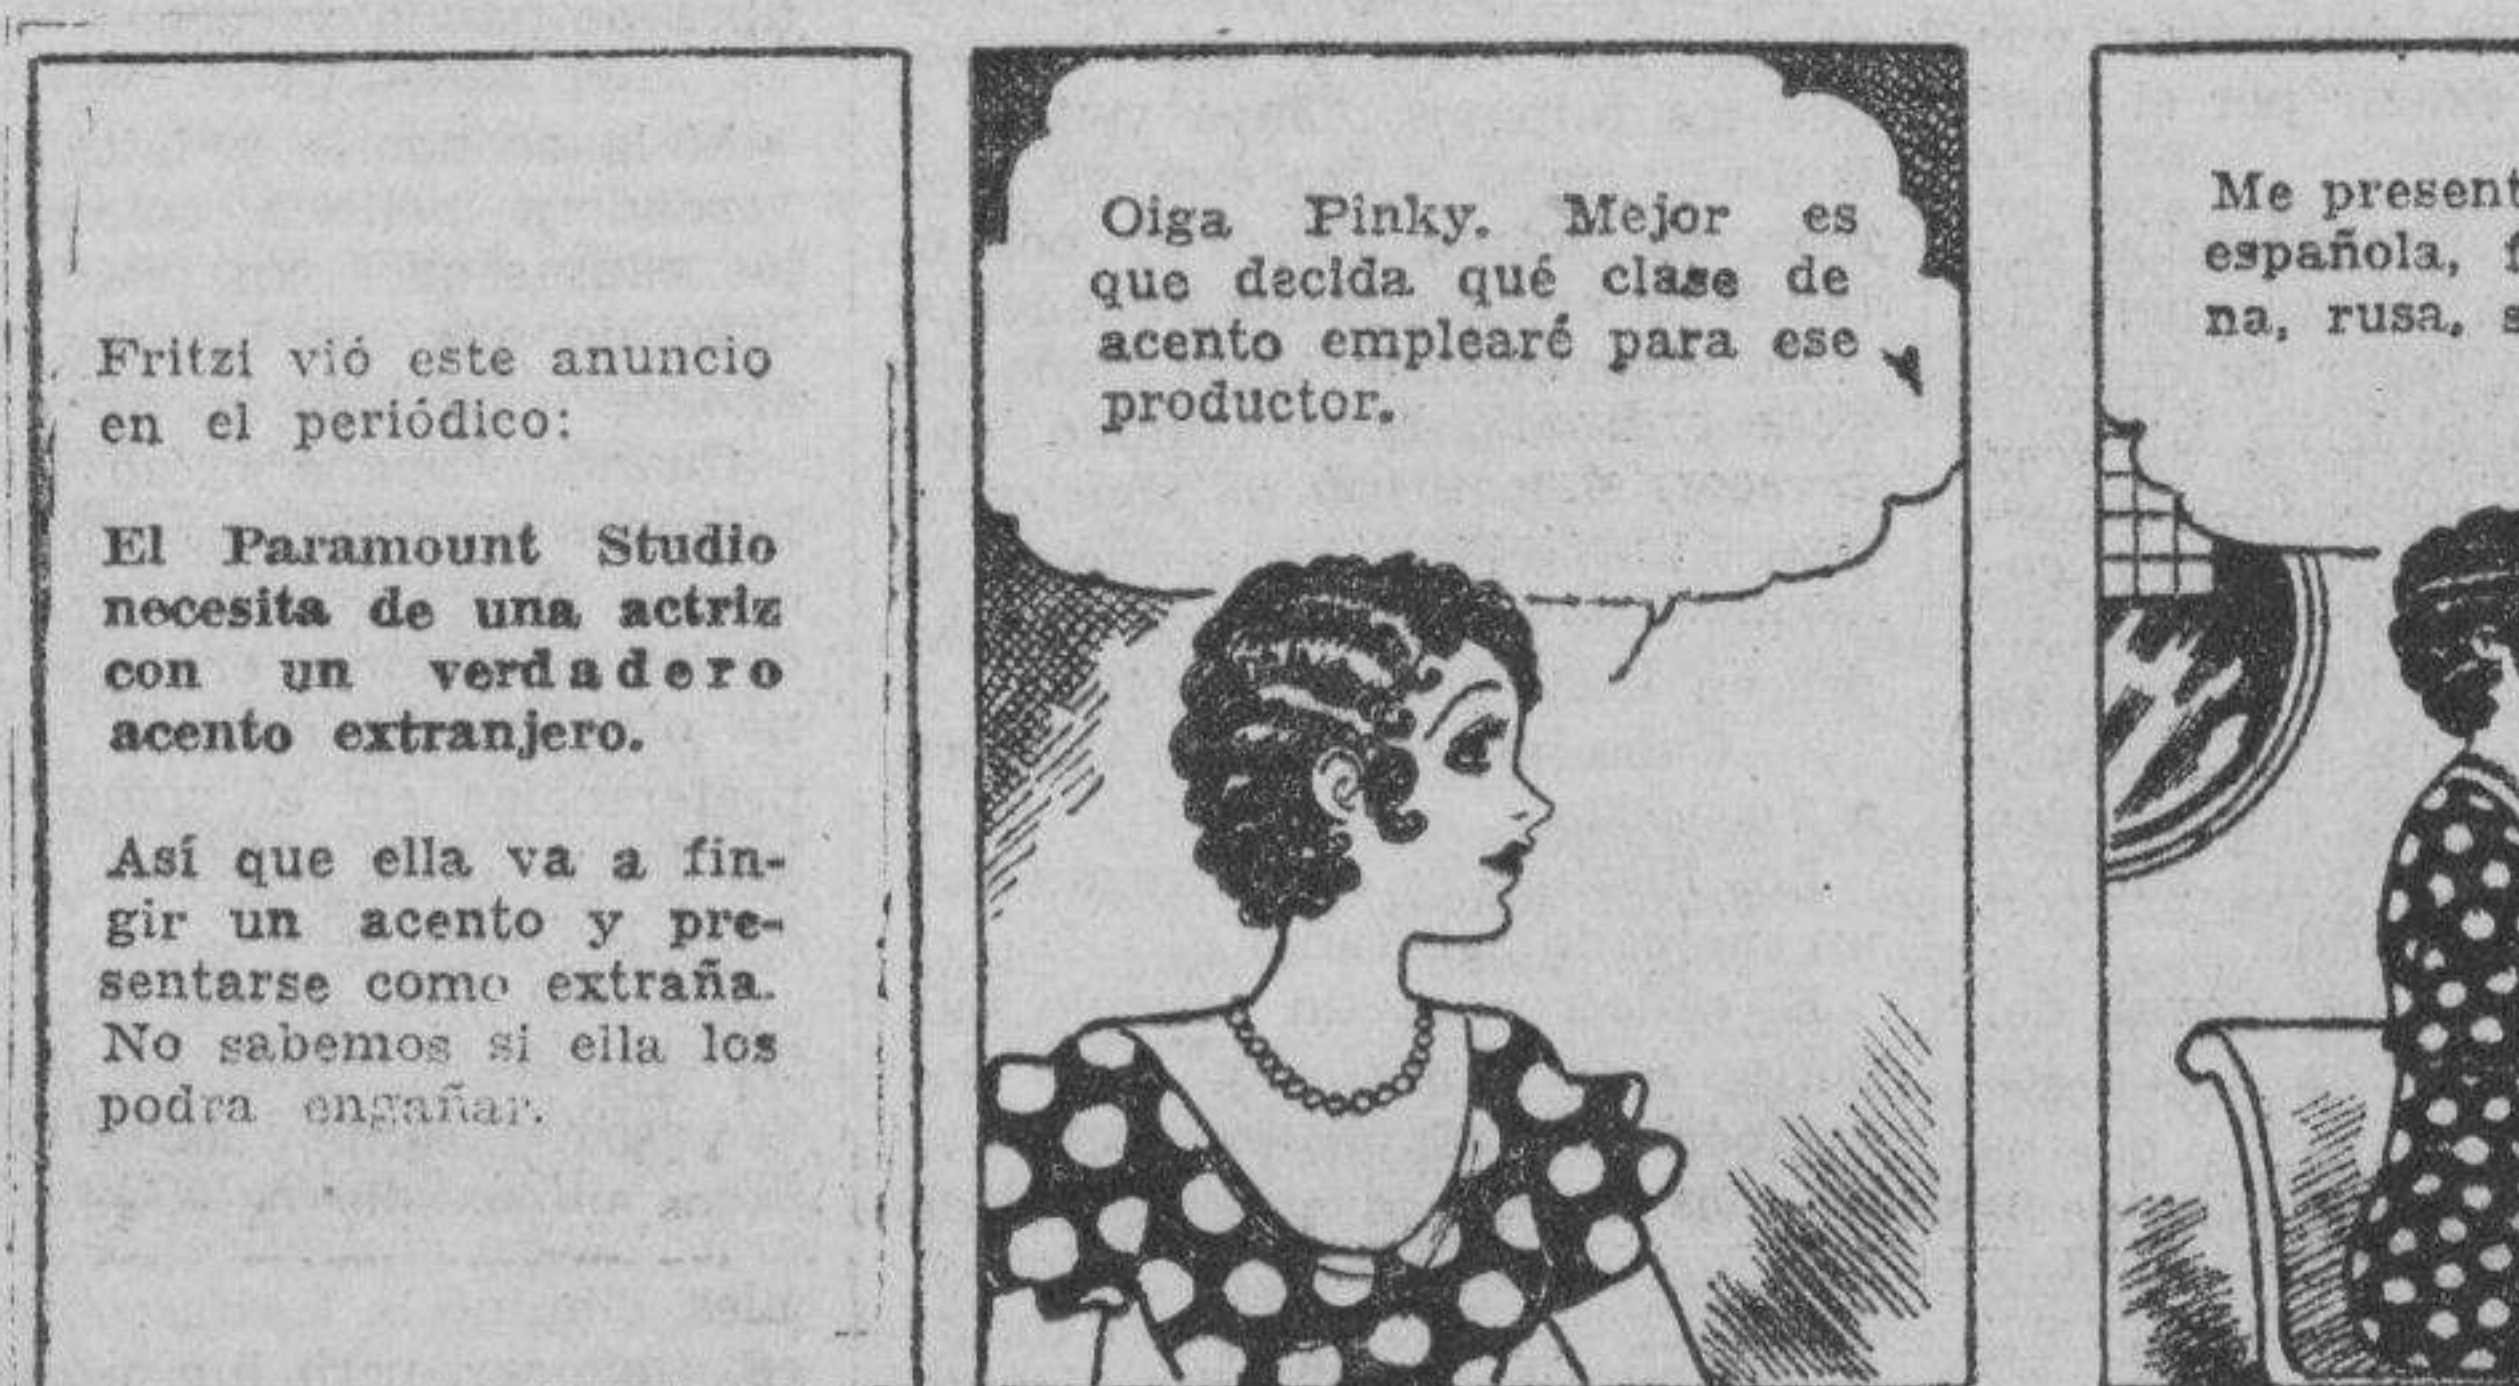 Fritzi vió este anuncio
en el periódico:
El Paramount Studio
necesita de una actriz
con un verdadero
acento extranjero.
Así que ella va a fin-
gir un acento y pre-
sentarse como extraña.
No sabemos si ella los
podra engañar.
Oiga Pinky. Mejor es
que decida qué clase de
acento emplearé para ese
productor.
Me present
española, f
na, rusa, s